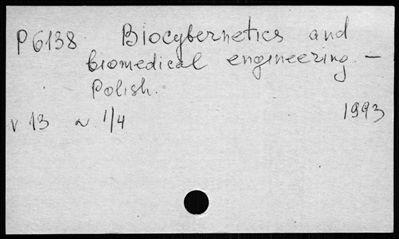 P6138 Biocybernetics and
biomedical engineering. –
Polish.
v 13 N 1/4 1993